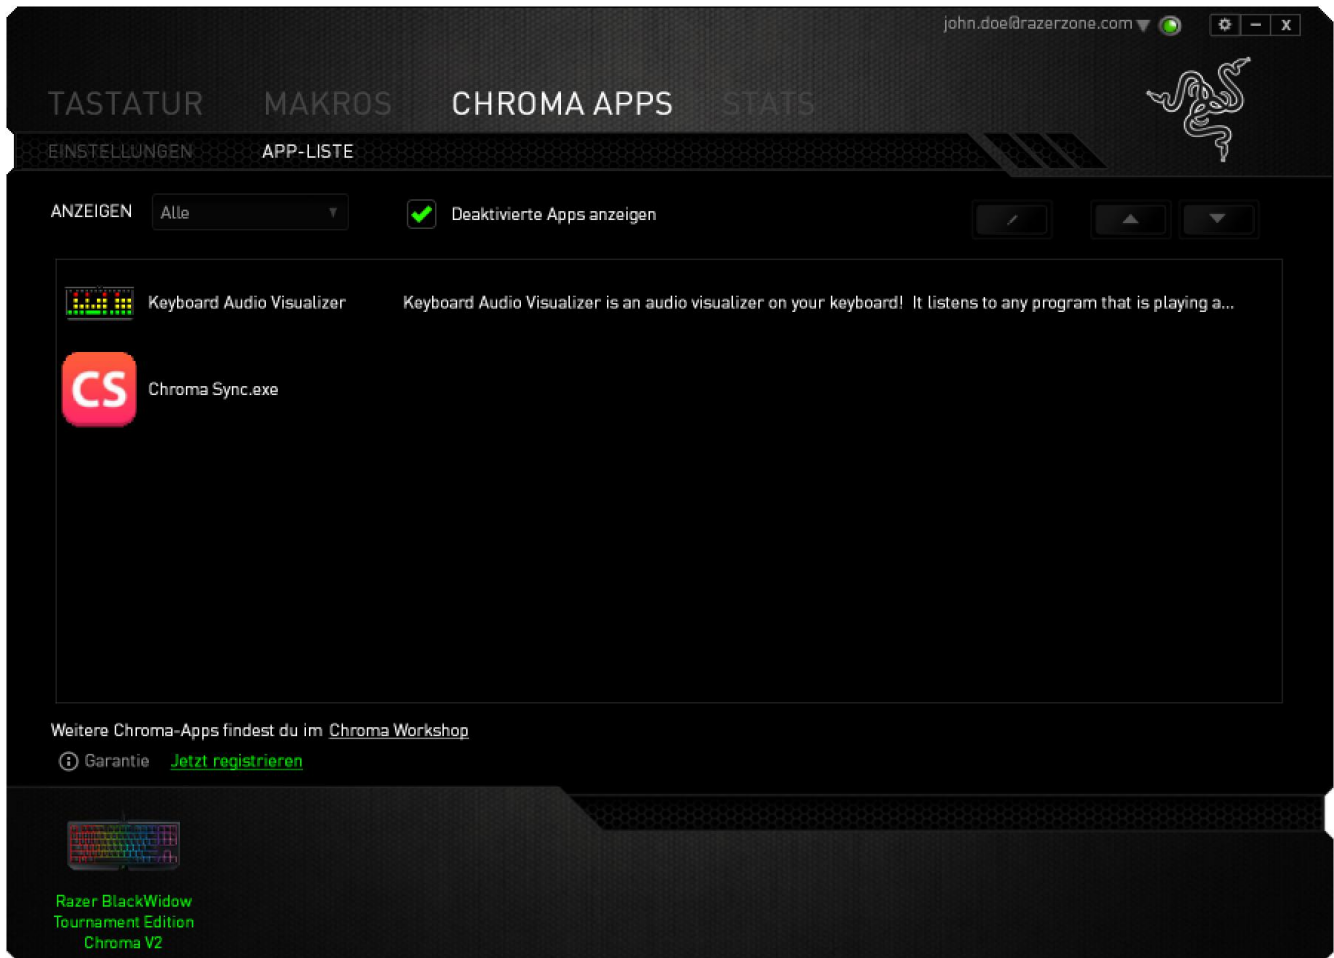 john.doe@razerzone.com
x
TASTATUR MAKROS CHROMA APPS STATS
EINSTELLUNGEN APP-LISTE
ANZEIGEN Alle Deaktivierte Apps anzeigen
Keyboard Audio Visualizer Keyboard Audio Visualizer is an audio visualizer on your keyboard! It listens to any program that is playing a...
CS Chroma Sync.exe
Weitere Chroma-Apps findest du im Chroma Workshop
Garantie Jetzt registrieren
Razer BlackWidow
Tournament Edition
Chroma V2